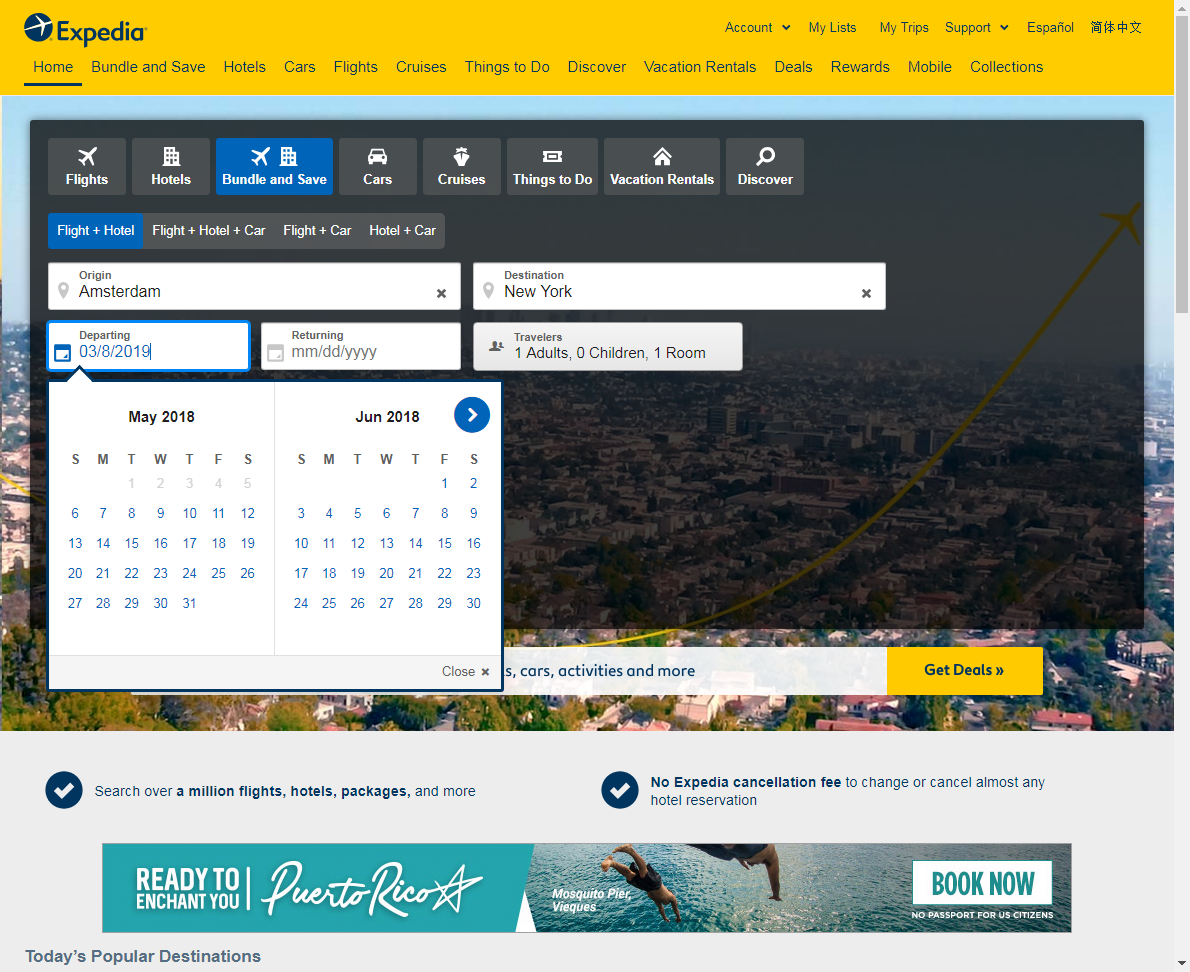 Expedia
Account My Lists My Trips Support Español 简体中文
Home Bundle and Save Hotels Cars Flights Cruises Things to Do Discover Vacation Rentals Deals Rewards Mobile Collections
Flights Hotels Bundle and Save Cars Cruises Things to Do Vacation Rentals Discover
Flight + Hotel Flight + Hotel + Car Flight + Car Hotel + Car
Origin
Amsterdam
Destination
New York
Departing
03/8/2019
Returning
mm/dd/yyyy
Travelers
1 Adults, 0 Children, 1 Room
May 2018
S M T W T F S
1 2 3 4 5
6 7 8 9 10 11 12
13 14 15 16 17 18 19
20 21 22 23 24 25 26
27 28 29 30 31
Jun 2018
S M T W T F S
1 2
3 4 5 6 7 8 9
10 11 12 13 14 15 16
17 18 19 20 21 22 23
24 25 26 27 28 29 30
Close
s, cars, activities and more
Get Deals »
Search over a million flights, hotels, packages, and more
No Expedia cancellation fee to change or cancel almost any
hotel reservation
READY TO
ENCHANT YOU
Puerto Rico
Mosquito Pier,
Vieques
BOOK NOW
NO PASSPORT FOR US CITIZENS
Today's Popular Destinations